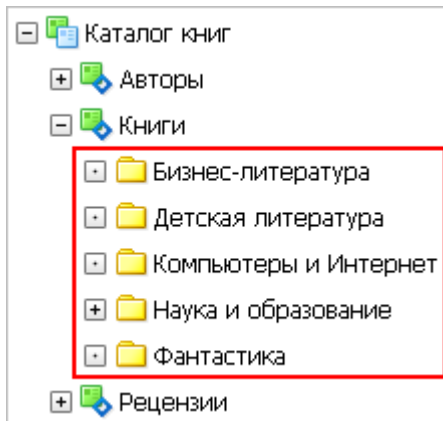 Каталог книг
Авторы
Книги
Бизнес-литература
Детская литература
Компьютеры и Интернет
Наука и образование
Фантастика
Рецензии